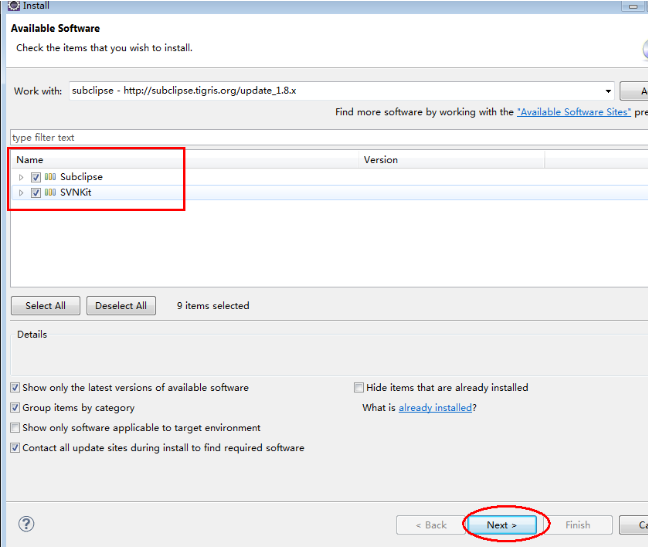 Install
Available Software
Check the items that you wish to install.
Work with: subclipse - http://subclipse.tigris.org/update_1.8.x
Find more software by working with the "Available Software Sites"
type filter text
Name Version
Subclipse
SVNKit
Select All Deselect All 9 items selected
Details
Show only the latest versions of available software Hide items that are already installed
Group items by category What is already installed?
Show only software applicable to target environment
Contact all update sites during install to find required software
? < Back Next > Finish